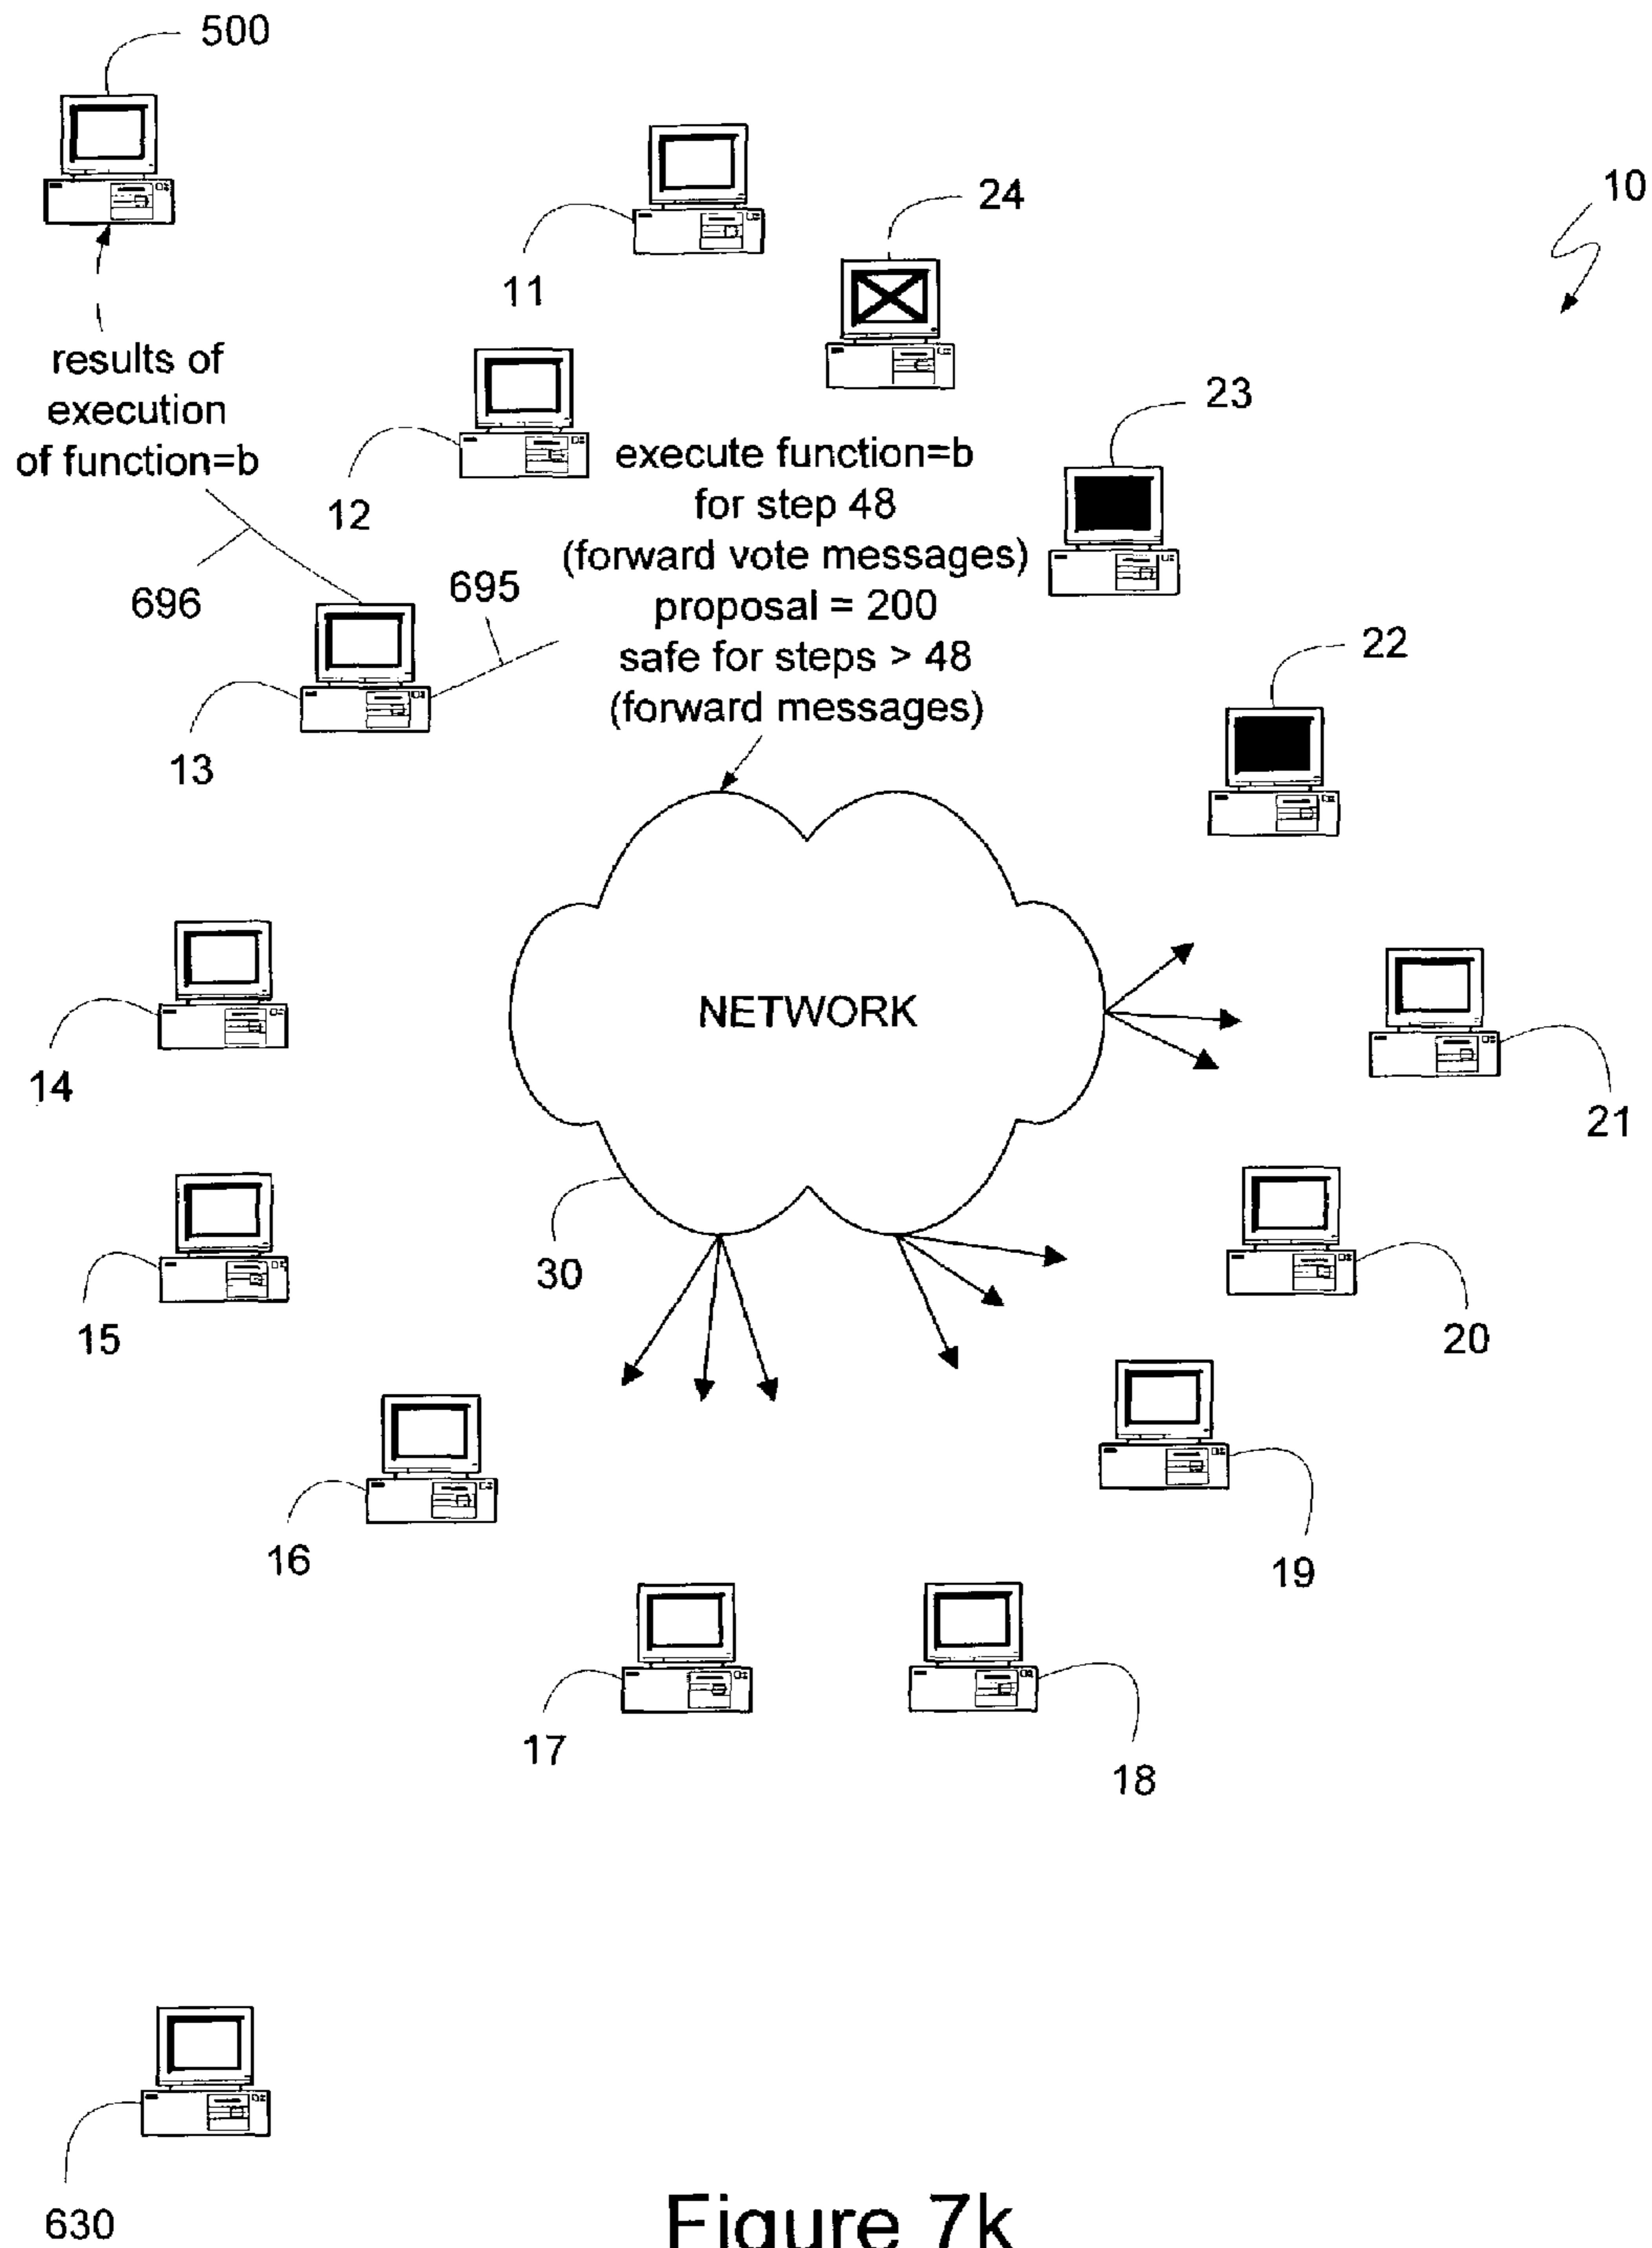 500
10
24
11
23
results of
execution
of function=b
12
execute function=b
for step 48
(forward vote messages)
proposal = 200
safe for steps > 48
(forward messages)
696
695
22
13
NETWORK
14
21
30
15
20
16
19
17
18
630
Figure 7k